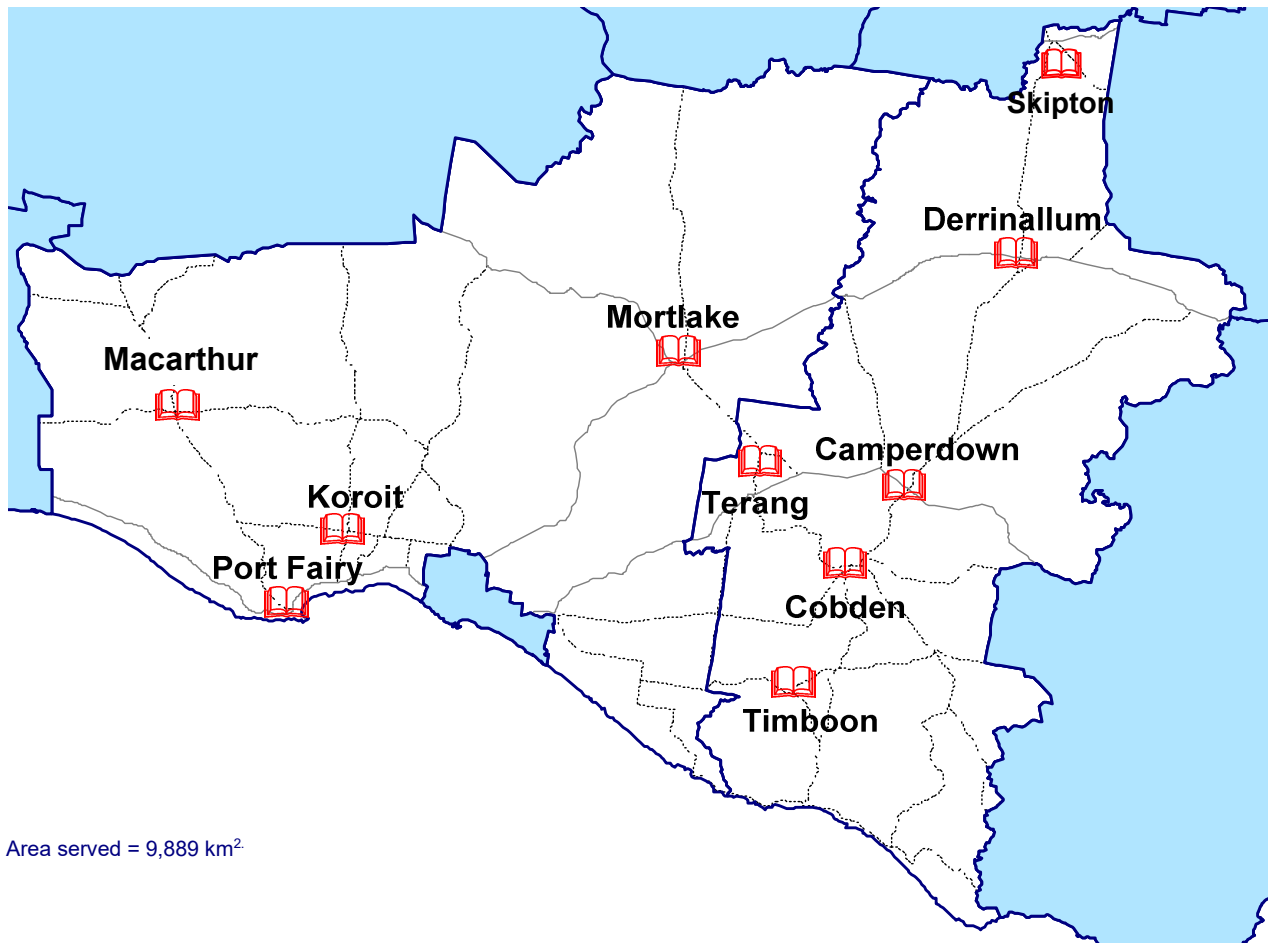 Skipton
Derrinallum
Mortlake
Macarthur
Camperdown
Koroit
Terang
Port Fairy
Cobden
Timboon
Area served = 9,889 km2.